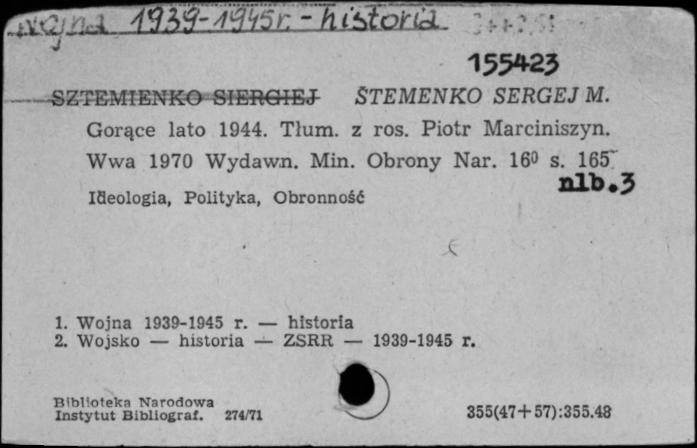 Wojna 1939-1945r. - historia
155423
SZTEMIENKO SIERGIEJ ŠTEMENKO SERGEJ M.
Gorące lato 1944. Tłum. z ros. Piotr Marciniszyn.
Wwa 1970 Wydawn. Min. Obrony Nar. 16⁰ s. 165
nlb.3
Ideologia, Polityka, Obronność
1. Wojna 1939-1945 r. — historia
2. Wojsko — historia — ZSRR — 1939-1945 r.
Biblioteka Narodowa
Instytut Bibliograf. 274/71
355(47+57):355.48